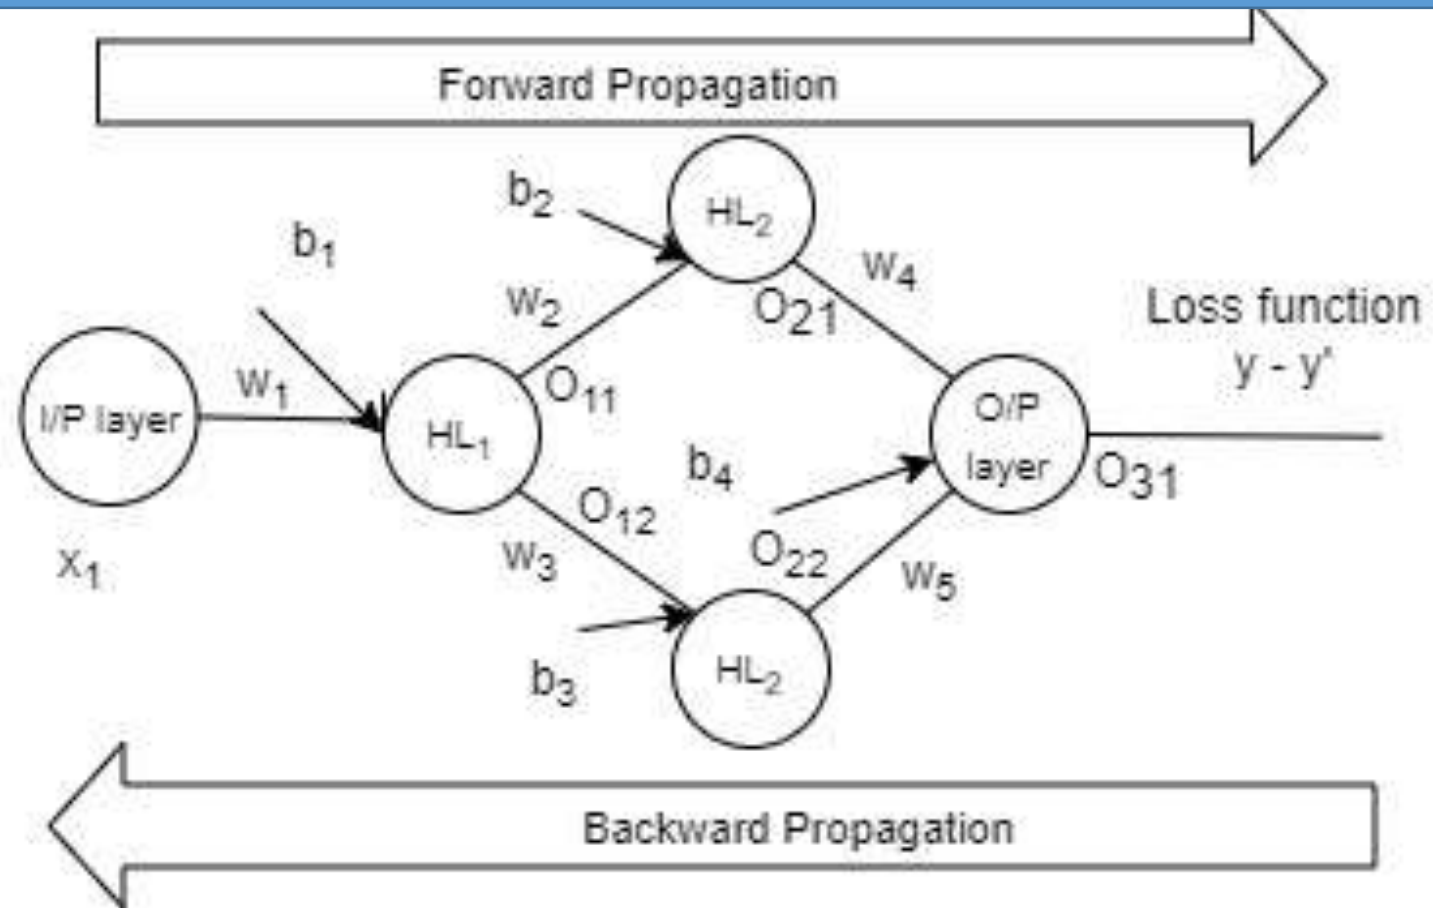 Forward Propagation
b₂
HL₂
b₁
w₄
w₂
O₂₁
Loss function
y - y^
I/P layer
w₁
O₁₁
HL₁
O/P
layer
b₄
O₃₁
O₁₂
x₁
w₃
O₂₂
w₅
b₃
HL₂
Backward Propagation